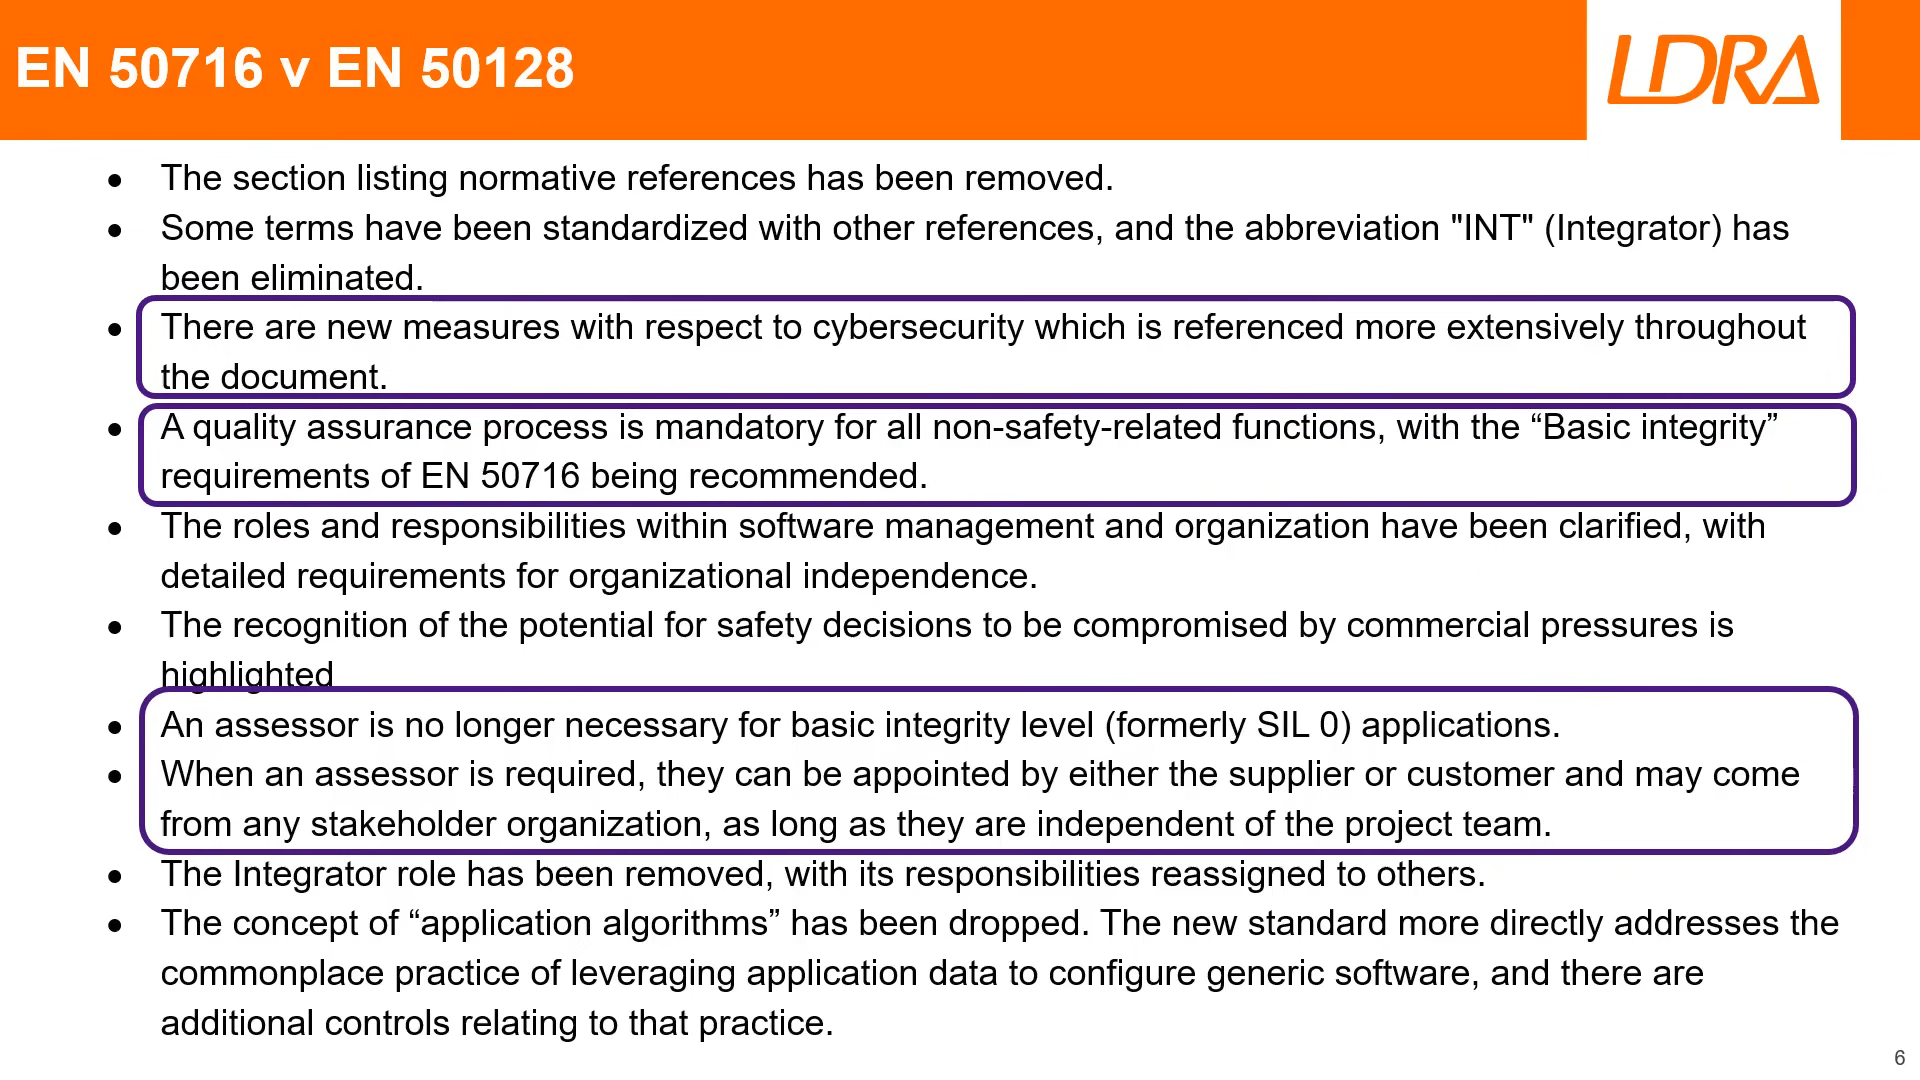 EN 50716 v EN 50128
LDRA
• The section listing normative references has been removed.
• Some terms have been standardized with other references, and the abbreviation "INT" (Integrator) has
been eliminated.
• There are new measures with respect to cybersecurity which is referenced more extensively throughout
the document.
• A quality assurance process is mandatory for all non-safety-related functions, with the “Basic integrity”
requirements of EN 50716 being recommended.
• The roles and responsibilities within software management and organization have been clarified, with
detailed requirements for organizational independence.
• The recognition of the potential for safety decisions to be compromised by commercial pressures is
highlighted
• An assessor is no longer necessary for basic integrity level (formerly SIL 0) applications.
• When an assessor is required, they can be appointed by either the supplier or customer and may come
from any stakeholder organization, as long as they are independent of the project team.
• The Integrator role has been removed, with its responsibilities reassigned to others.
• The concept of “application algorithms” has been dropped. The new standard more directly addresses the
commonplace practice of leveraging application data to configure generic software, and there are
additional controls relating to that practice.
6